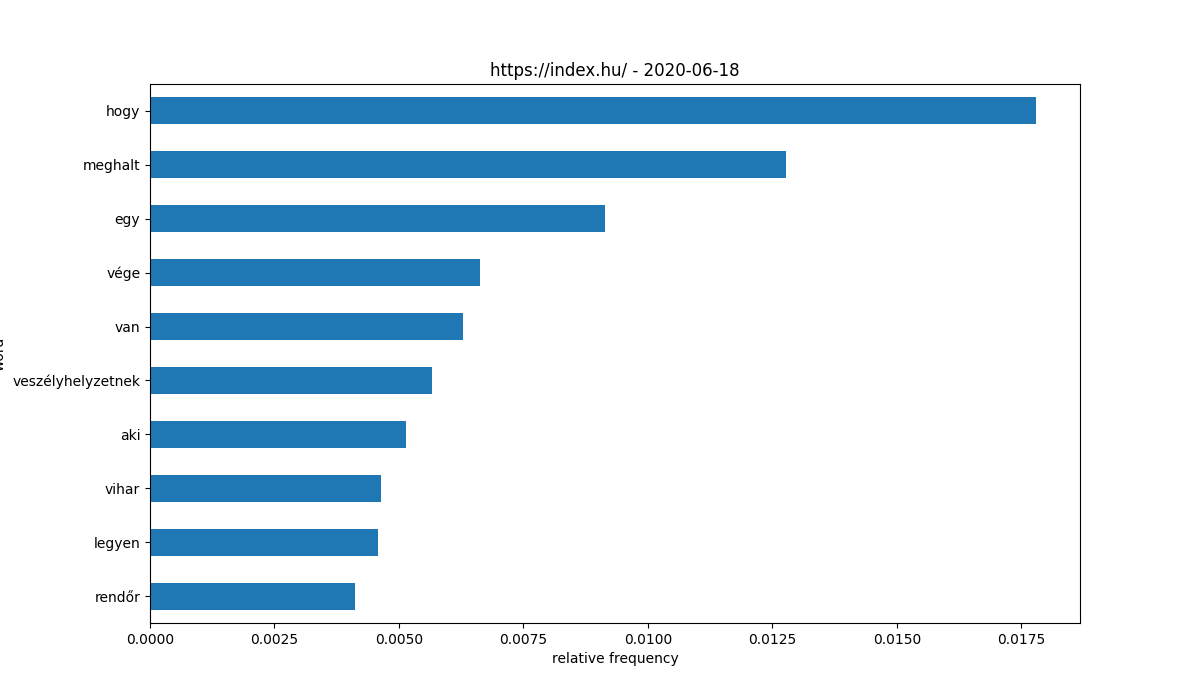 https://index.hu/ - 2020-06-18
hogy
meghalt
egy
vége
van
veszélyhelyzetnek
aki
vihar
legyen
rendőr
0.0000 0.0025 0.0050 0.0075 0.0100 0.0125 0.0150 0.0175
relative frequency